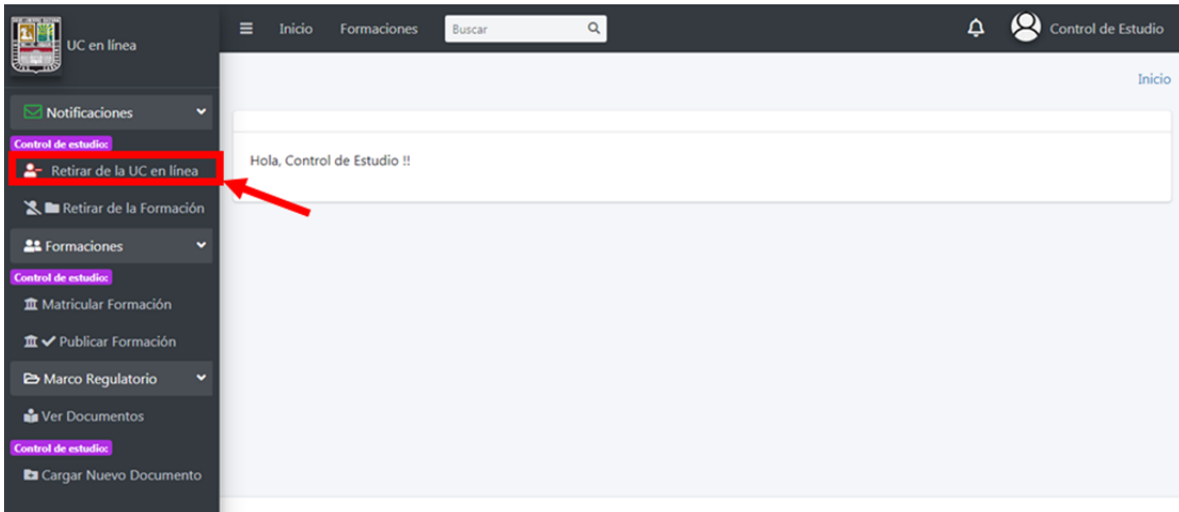 UC en línea
Inicio
Formaciones
Buscar
Control de Estudio
Inicio
Notificaciones
Control de estudio:
Retirar de la UC en línea
Retirar de la Formación
Formaciones
Control de estudio:
Matricular Formación
Publicar Formación
Marco Regulatorio
Ver Documentos
Control de estudio:
Cargar Nuevo Documento
Hola, Control de Estudio !!